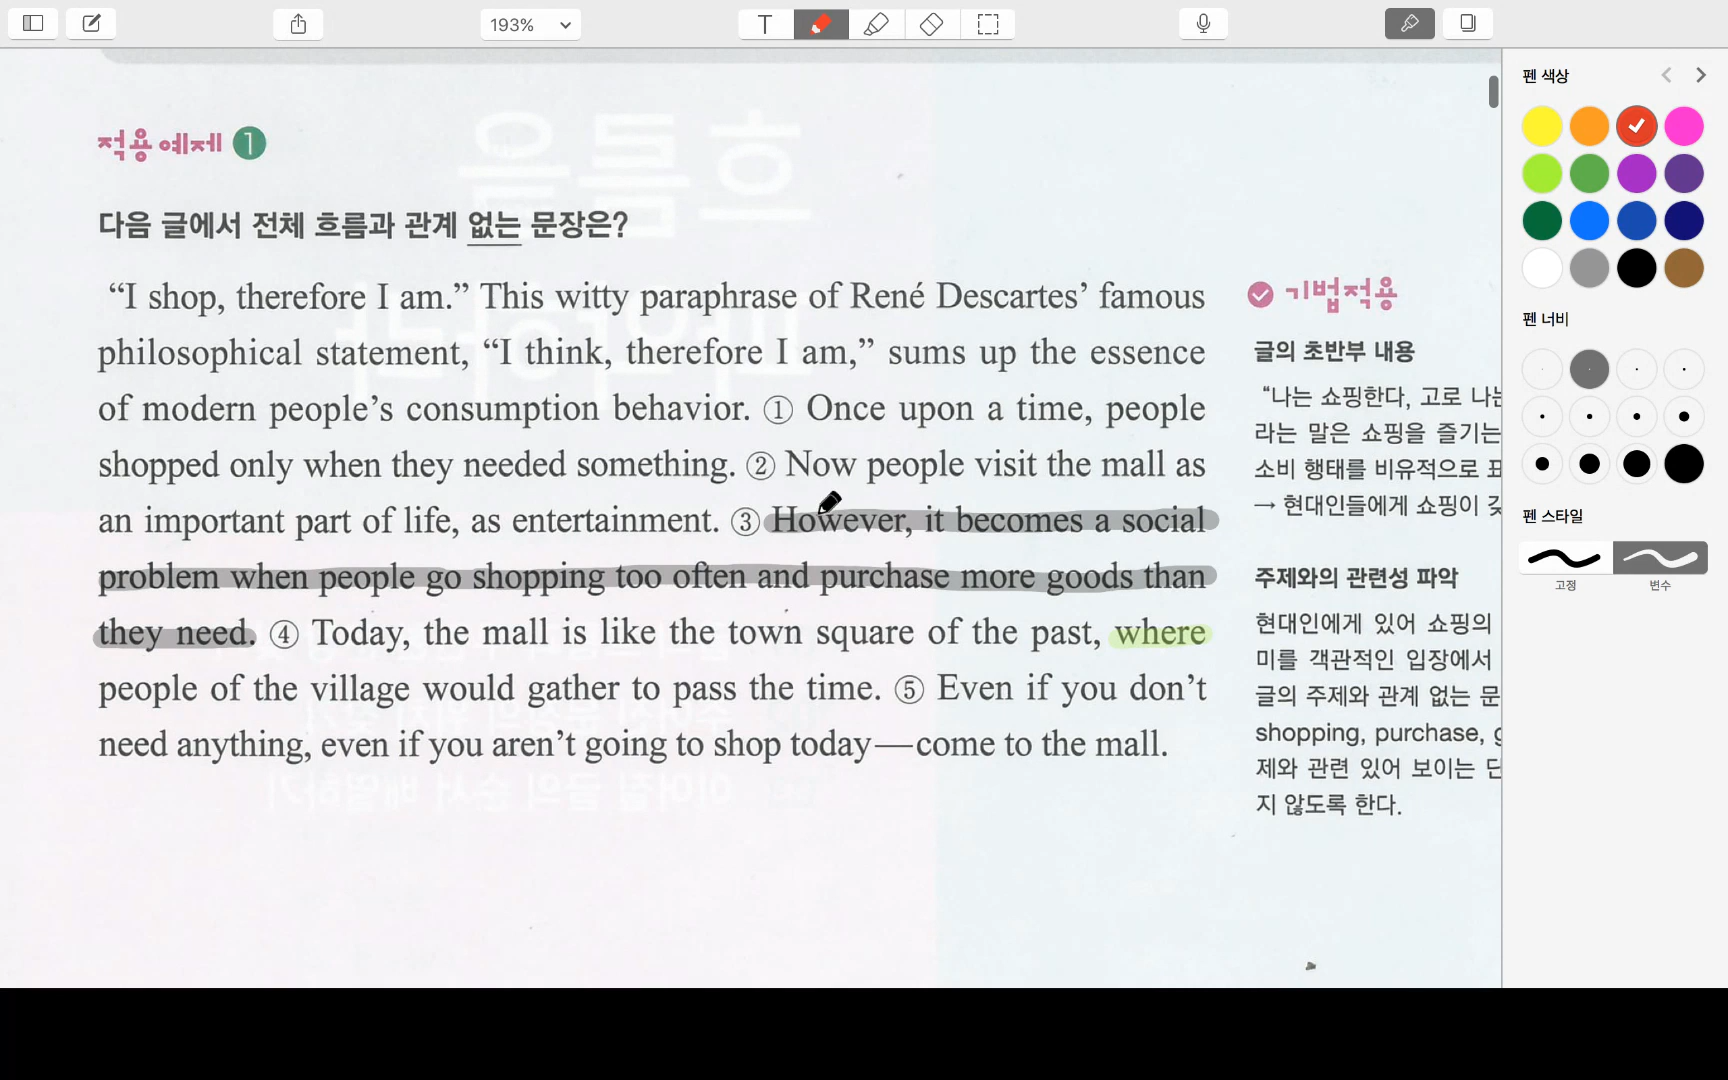 193%
T
펜 색상
적용 예제 1
다음 글에서 전체 흐름과 관계 없는 문장은?
“I shop, therefore I am.” This witty paraphrase of René Descartes’ famous
philosophical statement, “I think, therefore I am,” sums up the essence
of modern people’s consumption behavior. ① Once upon a time, people
shopped only when they needed something. ② Now people visit the mall as
an important part of life, as entertainment. ③ However, it becomes a social
problem when people go shopping too often and purchase more goods than
they need. ④ Today, the mall is like the town square of the past, where
people of the village would gather to pass the time. ⑤ Even if you don’t
need anything, even if you aren’t going to shop today—come to the mall.
기법적용
글의 초반부 내용
“나는 쇼핑한다, 고로 나는
라는 말은 쇼핑을 즐기는
소비 행태를 비유적으로 표
→ 현대인들에게 쇼핑이 갖
주제와의 관련성 파악
현대인에게 있어 쇼핑의
미를 객관적인 입장에서
글의 주제와 관계 없는 문
shopping, purchase, g
제와 관련 있어 보이는 단
지 않도록 한다.
펜 너비
펜 스타일
고정
변수